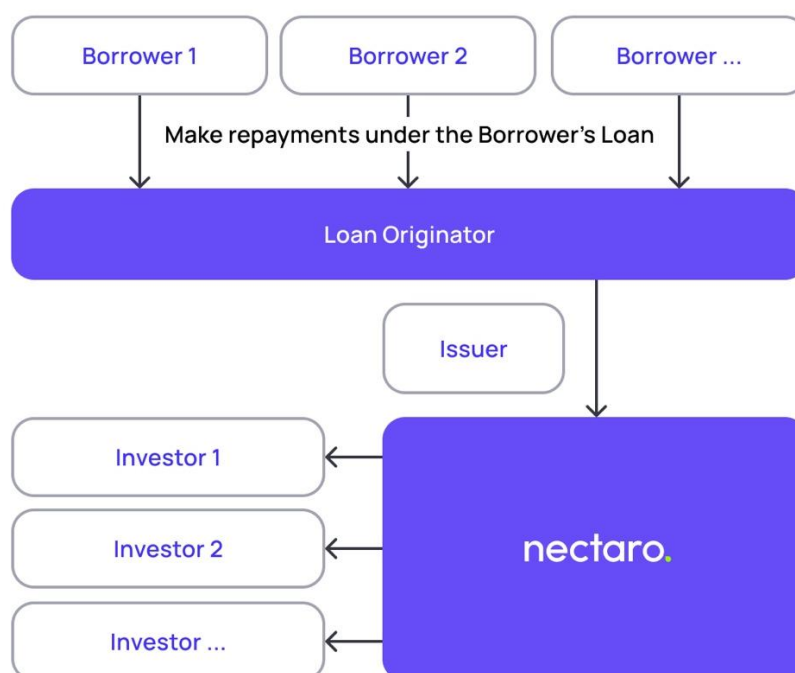 Borrower 1
Borrower 2
Borrower ...
Make repayments under the Borrower's Loan
Loan Originator
Issuer
Investor 1
Investor 2
Investor ...
nectaro.